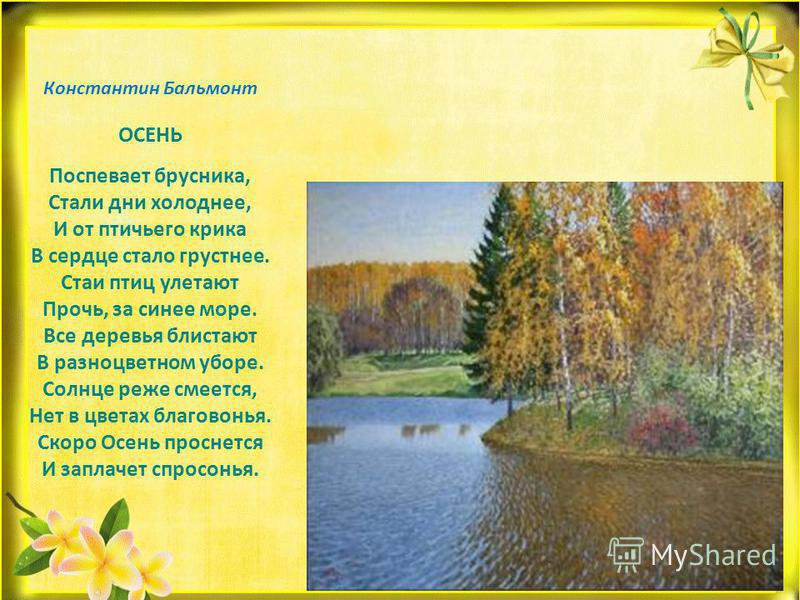 Константин Бальмонт
ОСЕНЬ
Поспевает брусника,
Стали дни холоднее,
И от птичьего крика
В сердце стало грустнее.
Стаи птиц улетают
Прочь, за синее море.
Все деревья блистают
В разноцветном уборе.
Солнце реже смеется,
Нет в цветах благовонья.
Скоро Осень проснется
И заплачет спросонья.
MyShared